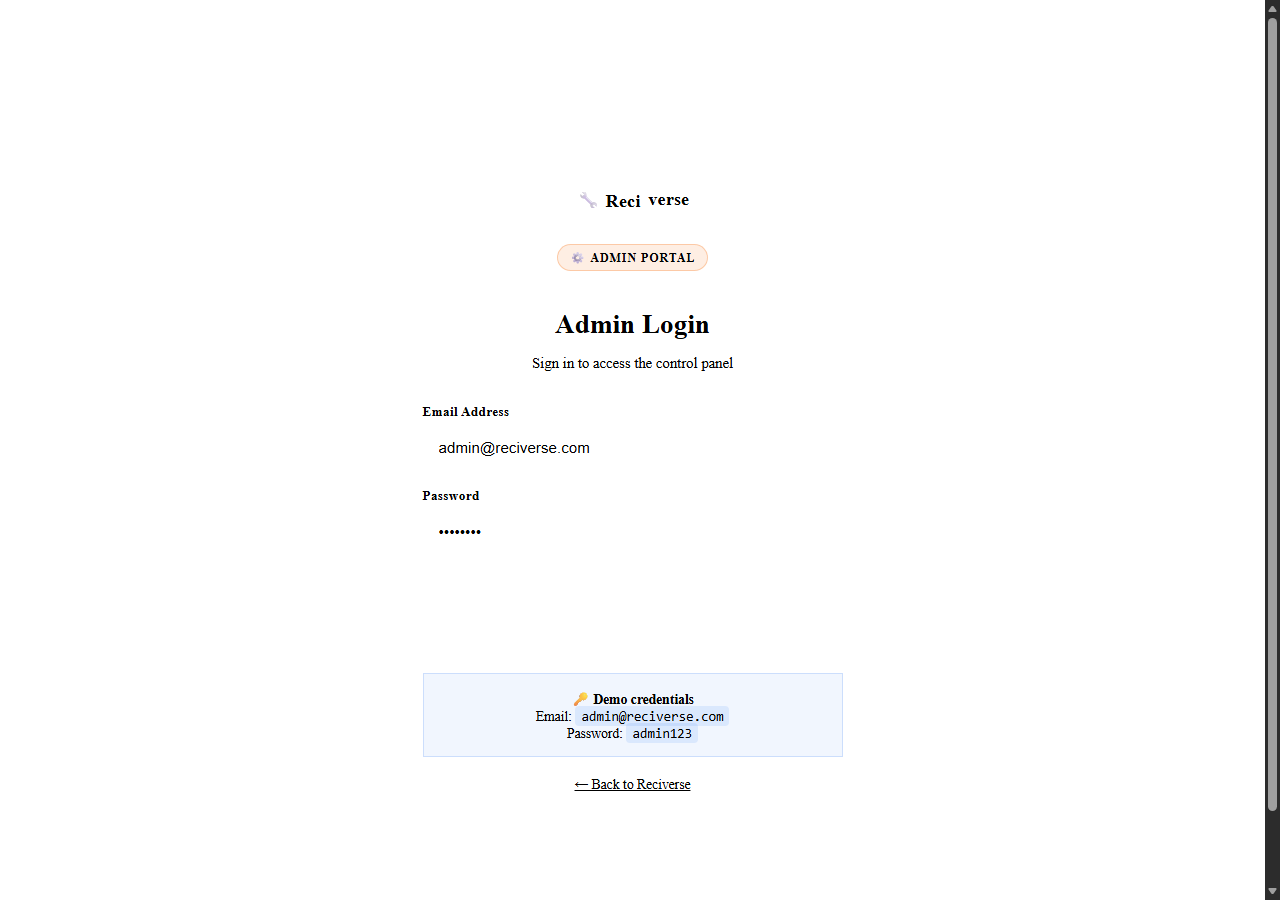 🔧 Reci verse
⚙️ ADMIN PORTAL
Admin Login
Sign in to access the control panel
Email Address
admin@reciverse.com
Password
••••••••
🔑 Demo credentials
Email: admin@reciverse.com
Password: admin123
← Back to Reciverse